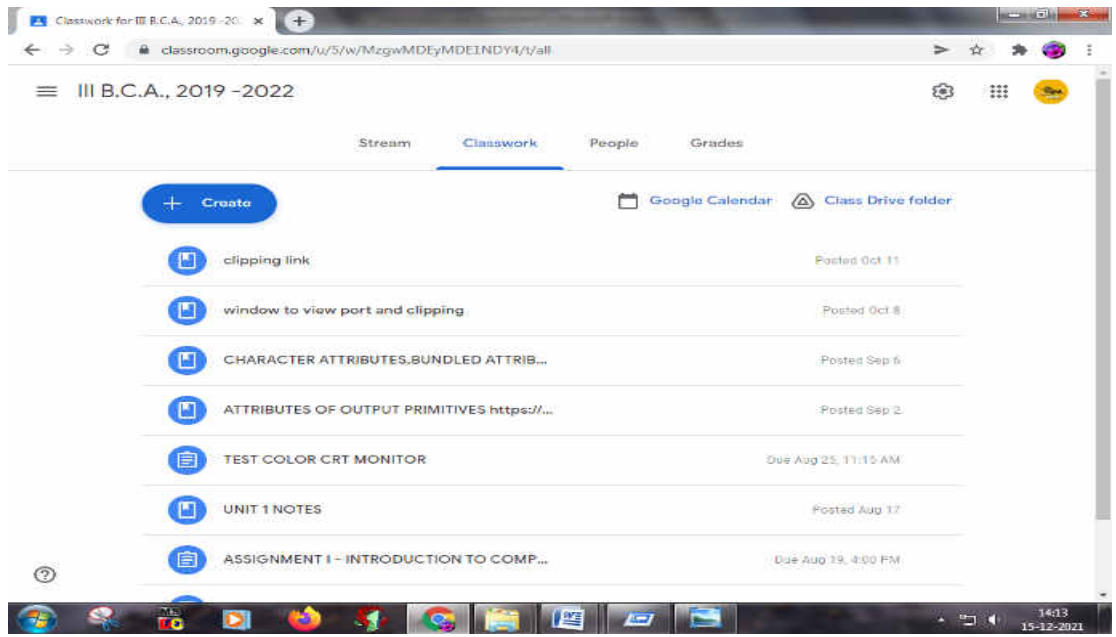 Classwork for III B.C.A., 2019 -20
classroom.google.com/u/5/w/MzgwMDEyMDE1NDY4/t/all
III B.C.A., 2019 -2022
Stream Classwork People Grades
Create Google Calendar Class Drive folder
clipping link Posted Oct 11
window to view port and clipping Posted Oct 8
CHARACTER ATTRIBUTES,BUNDLED ATTRIB... Posted Sep 6
ATTRIBUTES OF OUTPUT PRIMITIVES https://... Posted Sep 2
TEST COLOR CRT MONITOR Due Aug 25, 11:15 AM
UNIT 1 NOTES Posted Aug 17
ASSIGNMENT I - INTRODUCTION TO COMP... Due Aug 19, 4:00 PM
14:13
15-12-2021